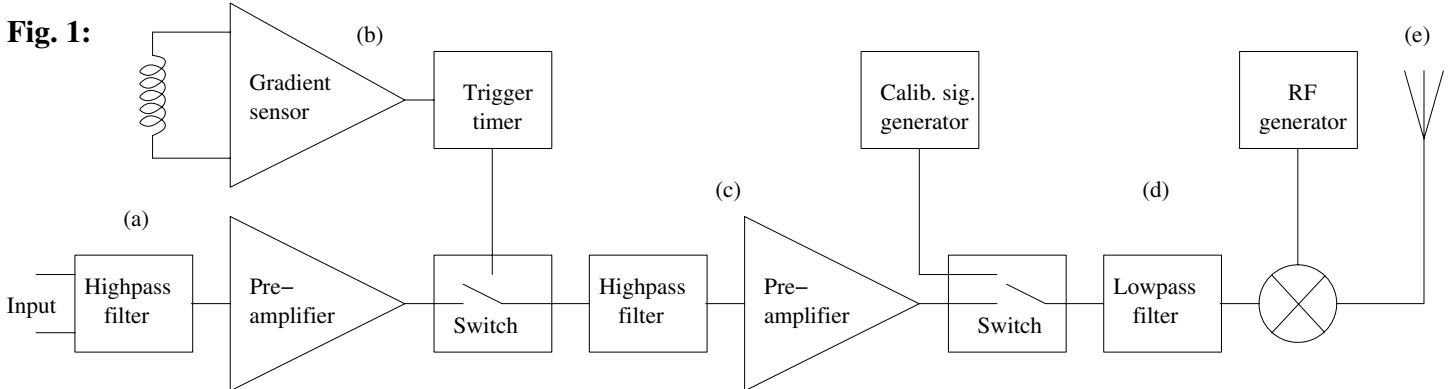 Fig. 1:
(b)
(e)
Gradient
sensor
Trigger
timer
Calib. sig.
generator
RF
generator
(a)
(c)
(d)
Input
Highpass
filter
Pre−
amplifier
Switch
Highpass
filter
Pre−
amplifier
Switch
Lowpass
filter